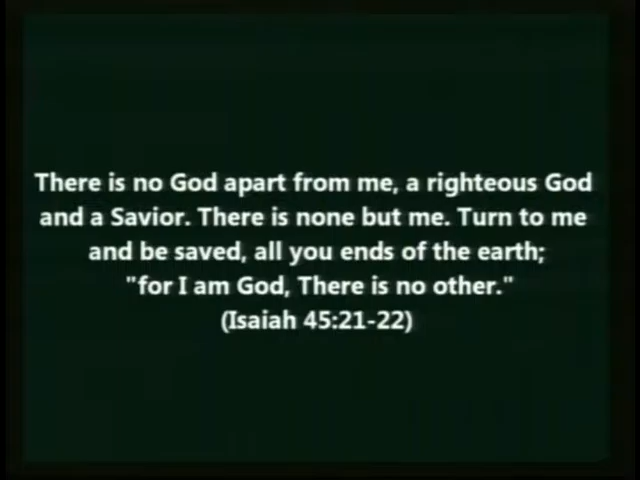 There is no God apart from me, a righteous God
and a Savior. There is none but me. Turn to me
and be saved, all you ends of the earth;
"for I am God, There is no other."
(Isaiah 45:21-22)